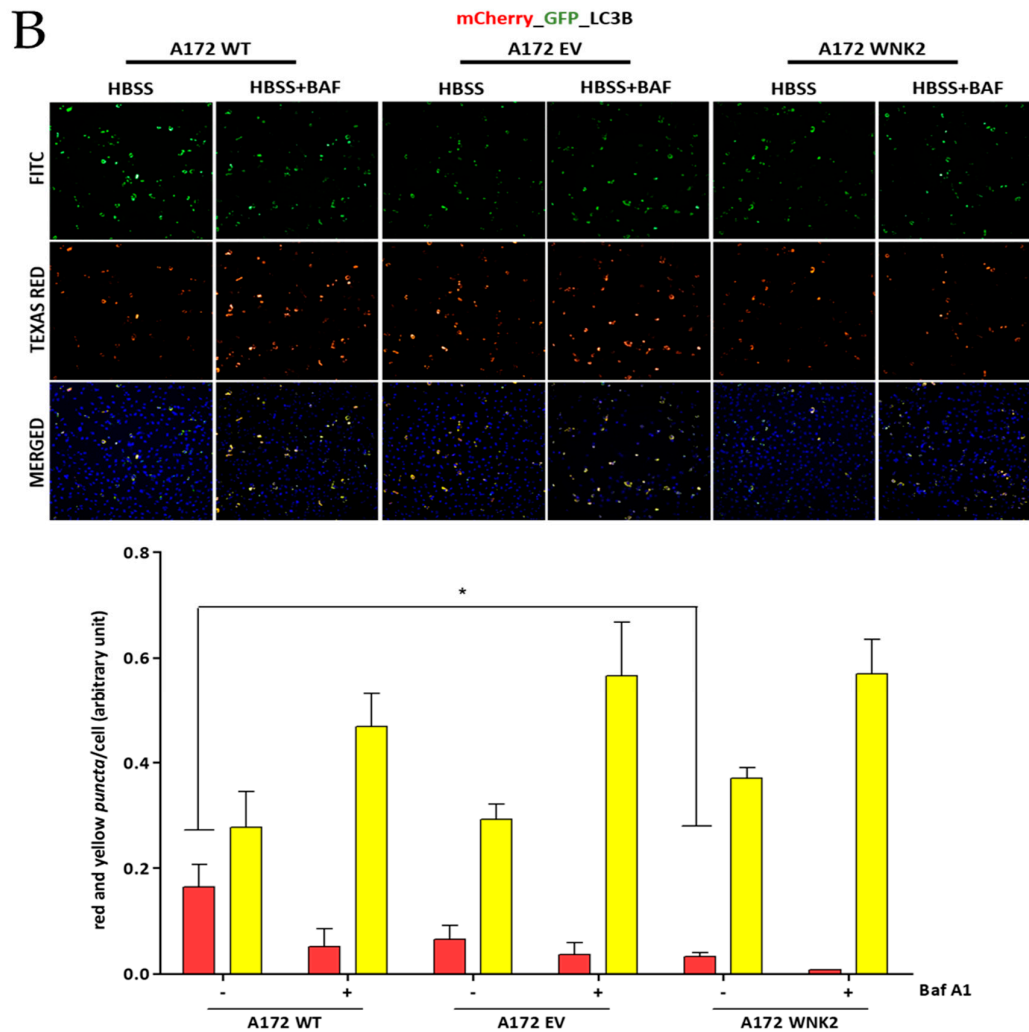 B
mCherry_GFP_LC3B
A172 WT A172 EV A172 WNK2
HBSS HBSS+BAF HBSS HBSS+BAF HBSS HBSS+BAF
FITC
TEXAS RED
MERGED
red and yellow puncta/cell (arbitrary unit)
0.8
0.6
0.4
0.2
0.0
*
- + - + - + Baf A1
A172 WT A172 EV A172 WNK2